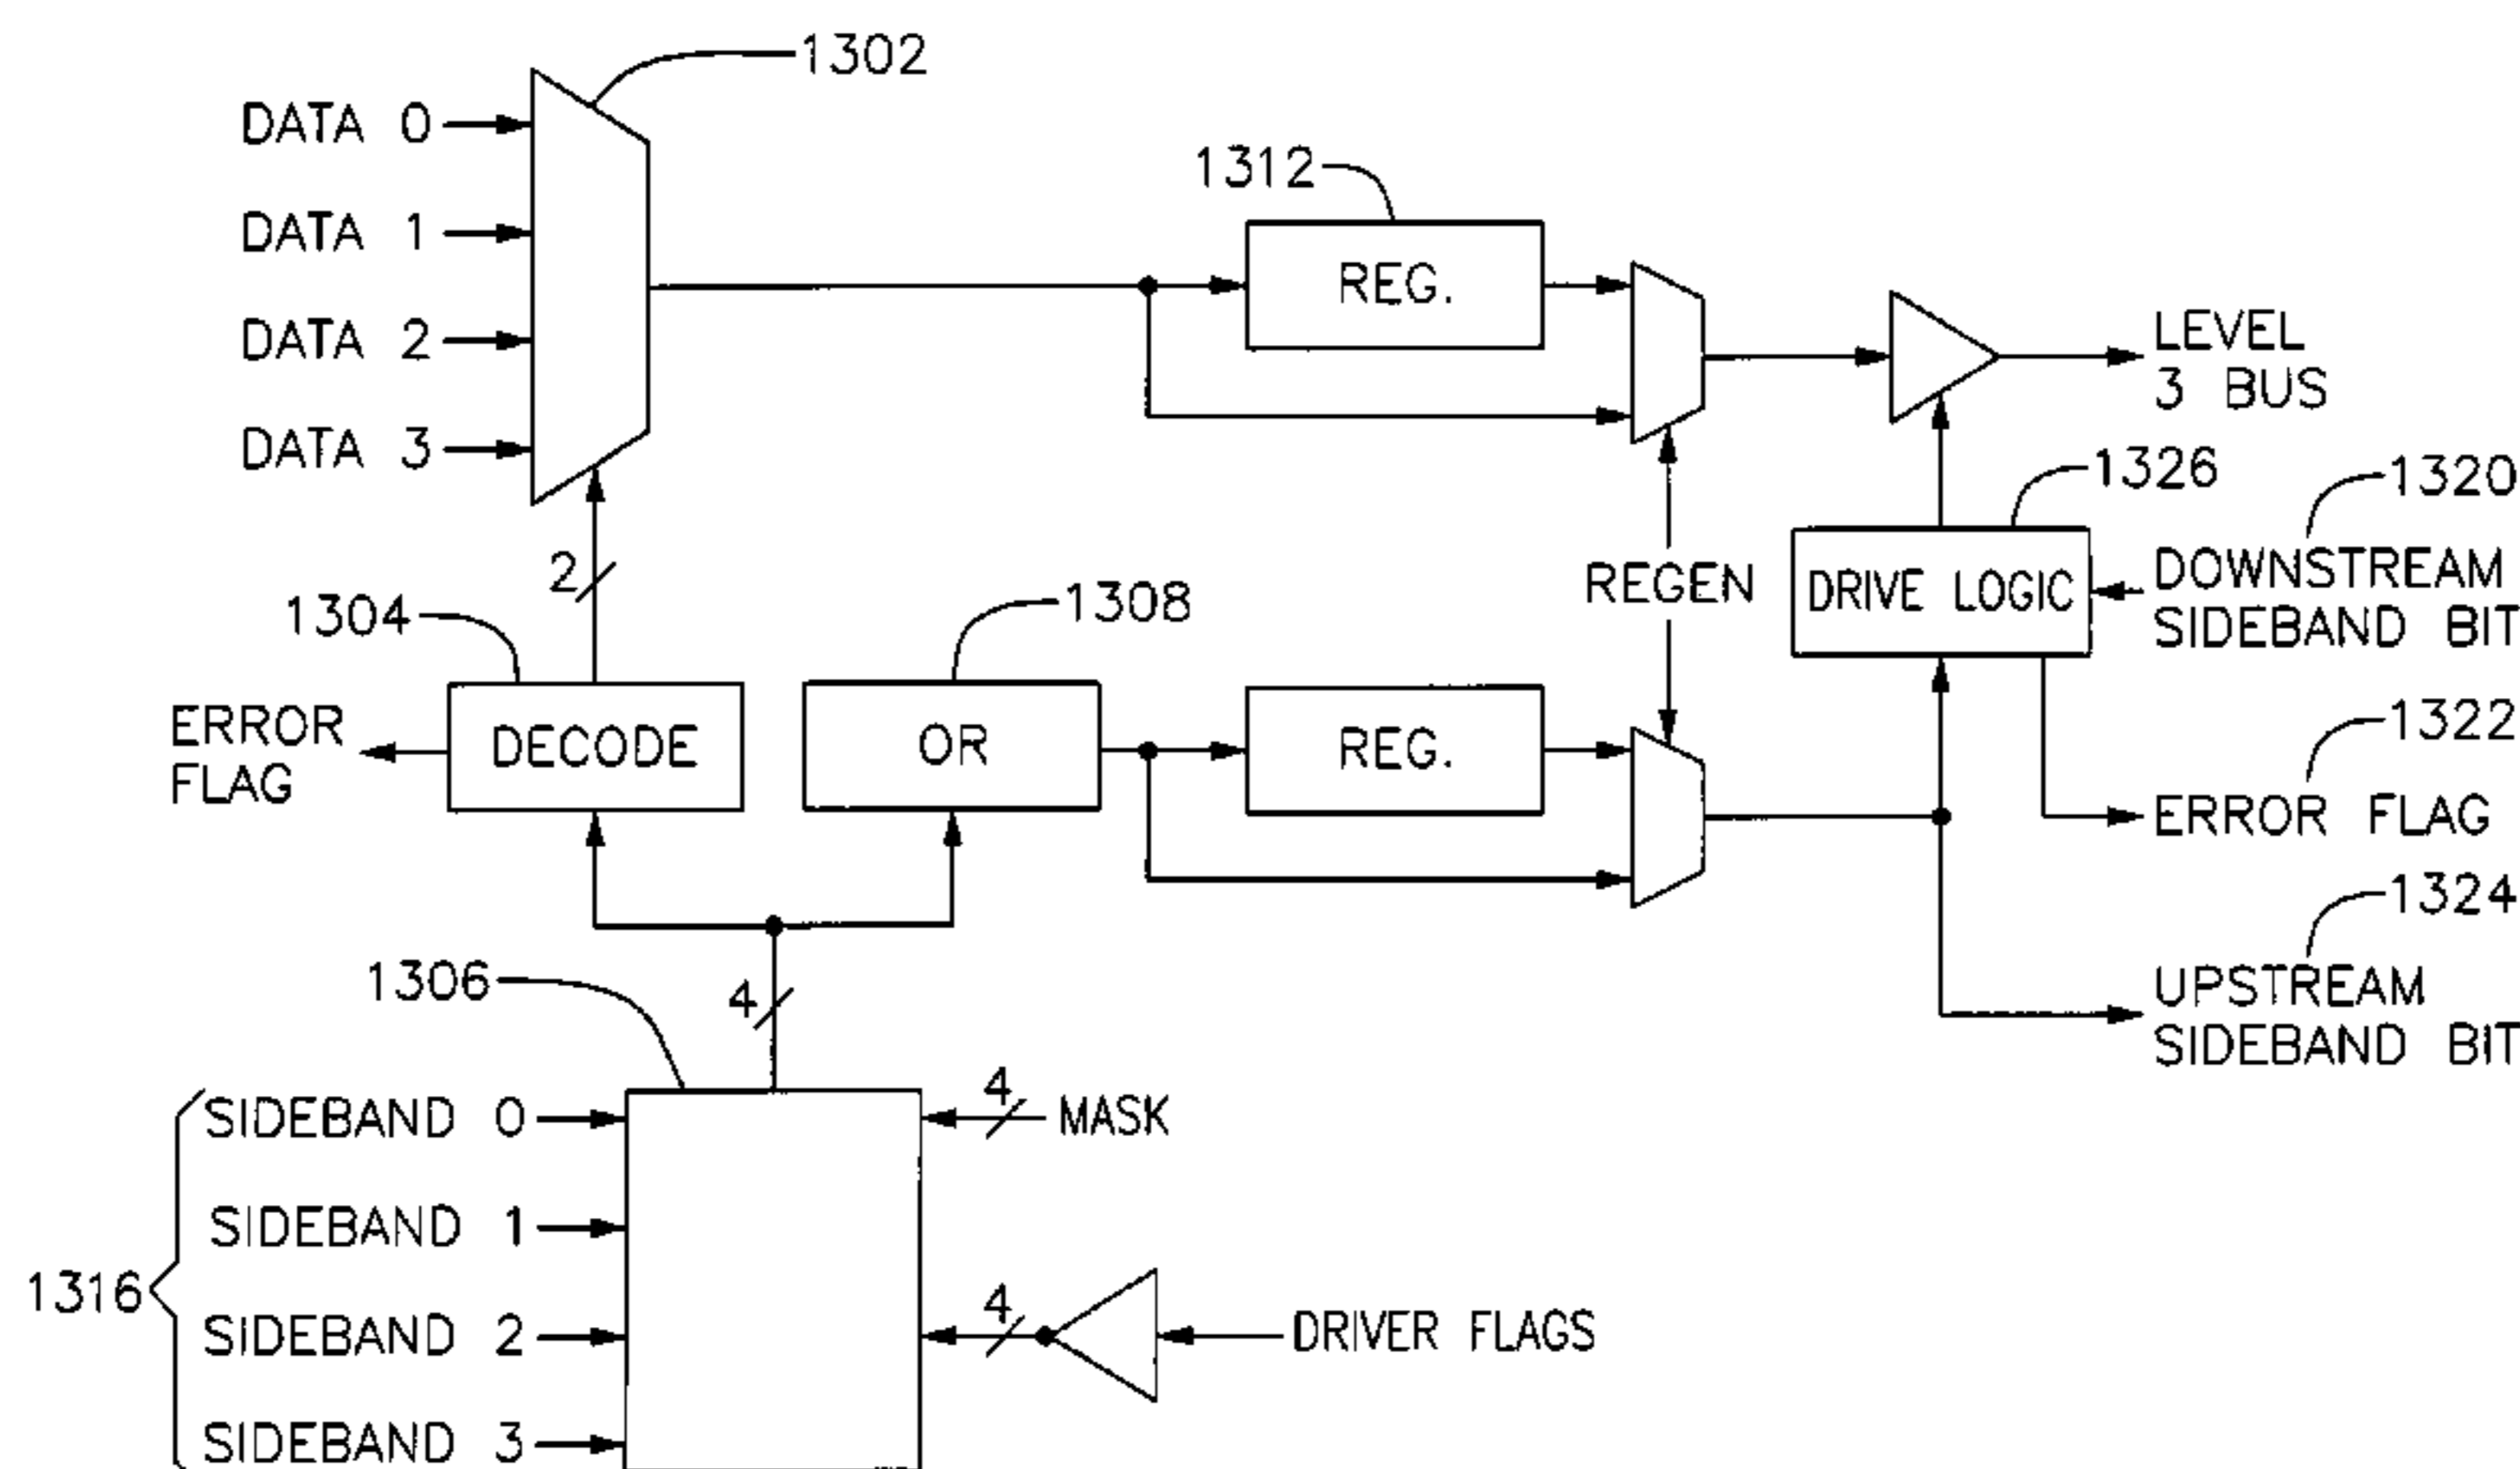 1302
DATA 0
DATA 1
DATA 2
DATA 3
1312
REG.
LEVEL
3 BUS
1326
1320
2
REGEN
DRIVE LOGIC
DOWNSTREAM
SIDEBAND BIT
1304
1308
ERROR
FLAG
DECODE
OR
REG.
1322
ERROR FLAG
1324
UPSTREAM
SIDEBAND BIT
1306
4
SIDEBAND 0
4
MASK
SIDEBAND 1
1316
SIDEBAND 2
4
DRIVER FLAGS
SIDEBAND 3